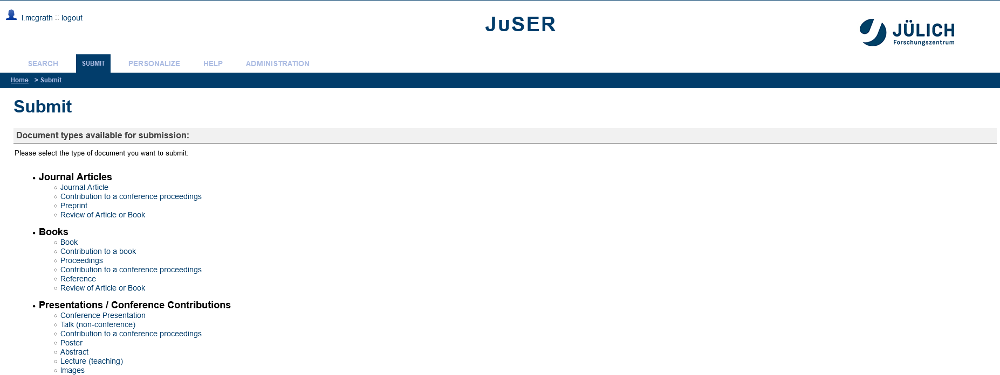 l.mcgrath :: logout
JuSER
JÜLICH
Forschungszentrum
SEARCH SUBMIT PERSONALIZE HELP ADMINISTRATION
Home > Submit
Submit
Document types available for submission:
Please select the type of document you want to submit:
Journal Articles
Journal Article
Contribution to a conference proceedings
Preprint
Review of Article or Book
Books
Book
Contribution to a book
Proceedings
Contribution to a conference proceedings
Reference
Review of Article or Book
Presentations / Conference Contributions
Conference Presentation
Talk (non-conference)
Contribution to a conference proceedings
Poster
Abstract
Lecture (teaching)
Images